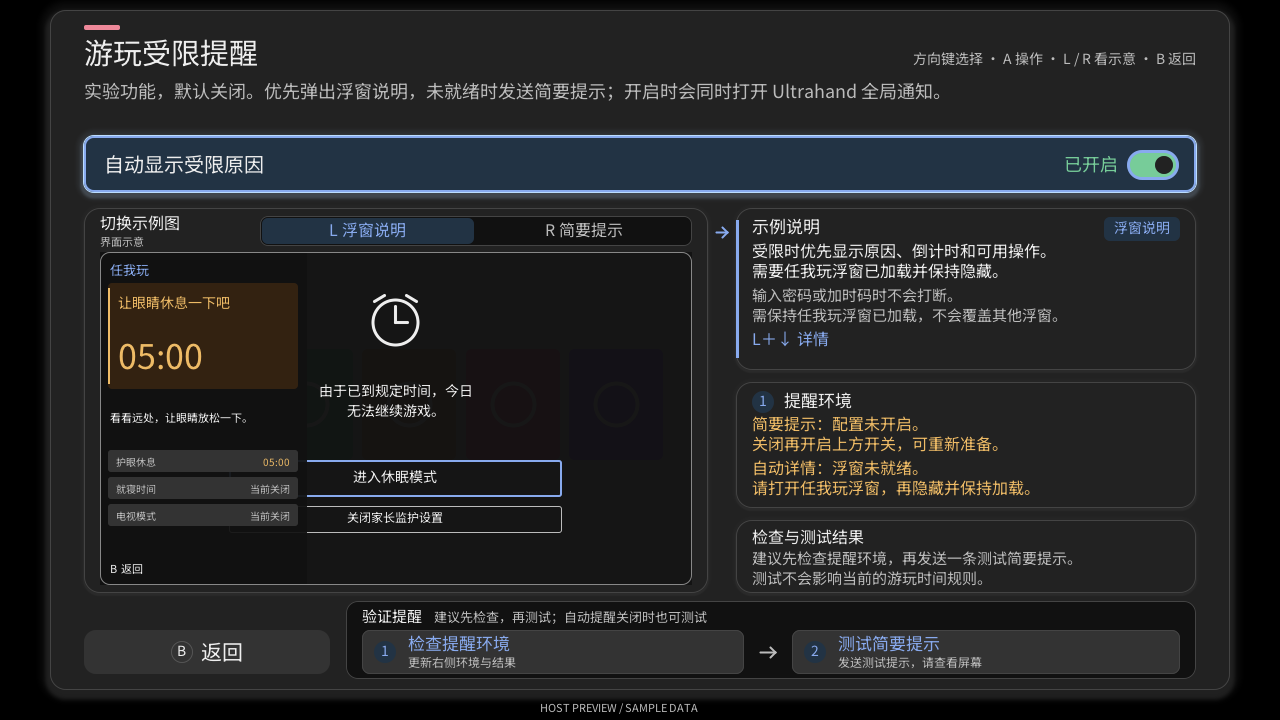 游玩受限提醒
方向键选择 · A 操作 · L / R 看示意 · B 返回
实验功能，默认关闭。优先弹出浮窗说明，未就绪时发送简要提示；开启时会同时打开 Ultrahand 全局通知。
自动显示受限原因
已开启
切换示例图
界面示意
L 浮窗说明
R 简要提示
任我玩
让眼睛休息一下吧
05:00
看看远处，让眼睛放松一下。
护眼休息 05:00
就寝时间 当前关闭
电视模式 当前关闭
B 返回
由于已到规定时间，今日
无法继续游戏。
进入休眠模式
关闭家长监护设置
→
示例说明
浮窗说明
受限时优先显示原因、倒计时和可用操作。
需要任我玩浮窗已加载并保持隐藏。
输入密码或加时码时不会打断。
需保持任我玩浮窗已加载，不会覆盖其他浮窗。
L＋↓ 详情
1 提醒环境
简要提示：配置未开启。
关闭再开启上方开关，可重新准备。
自动详情：浮窗未就绪。
请打开任我玩浮窗，再隐藏并保持加载。
检查与测试结果
建议先检查提醒环境，再发送一条测试简要提示。
测试不会影响当前的游玩时间规则。
B 返回
验证提醒 建议先检查，再测试；自动提醒关闭时也可测试
1 检查提醒环境
更新右侧环境与结果
→
2 测试简要提示
发送测试提示，请查看屏幕
HOST PREVIEW / SAMPLE DATA